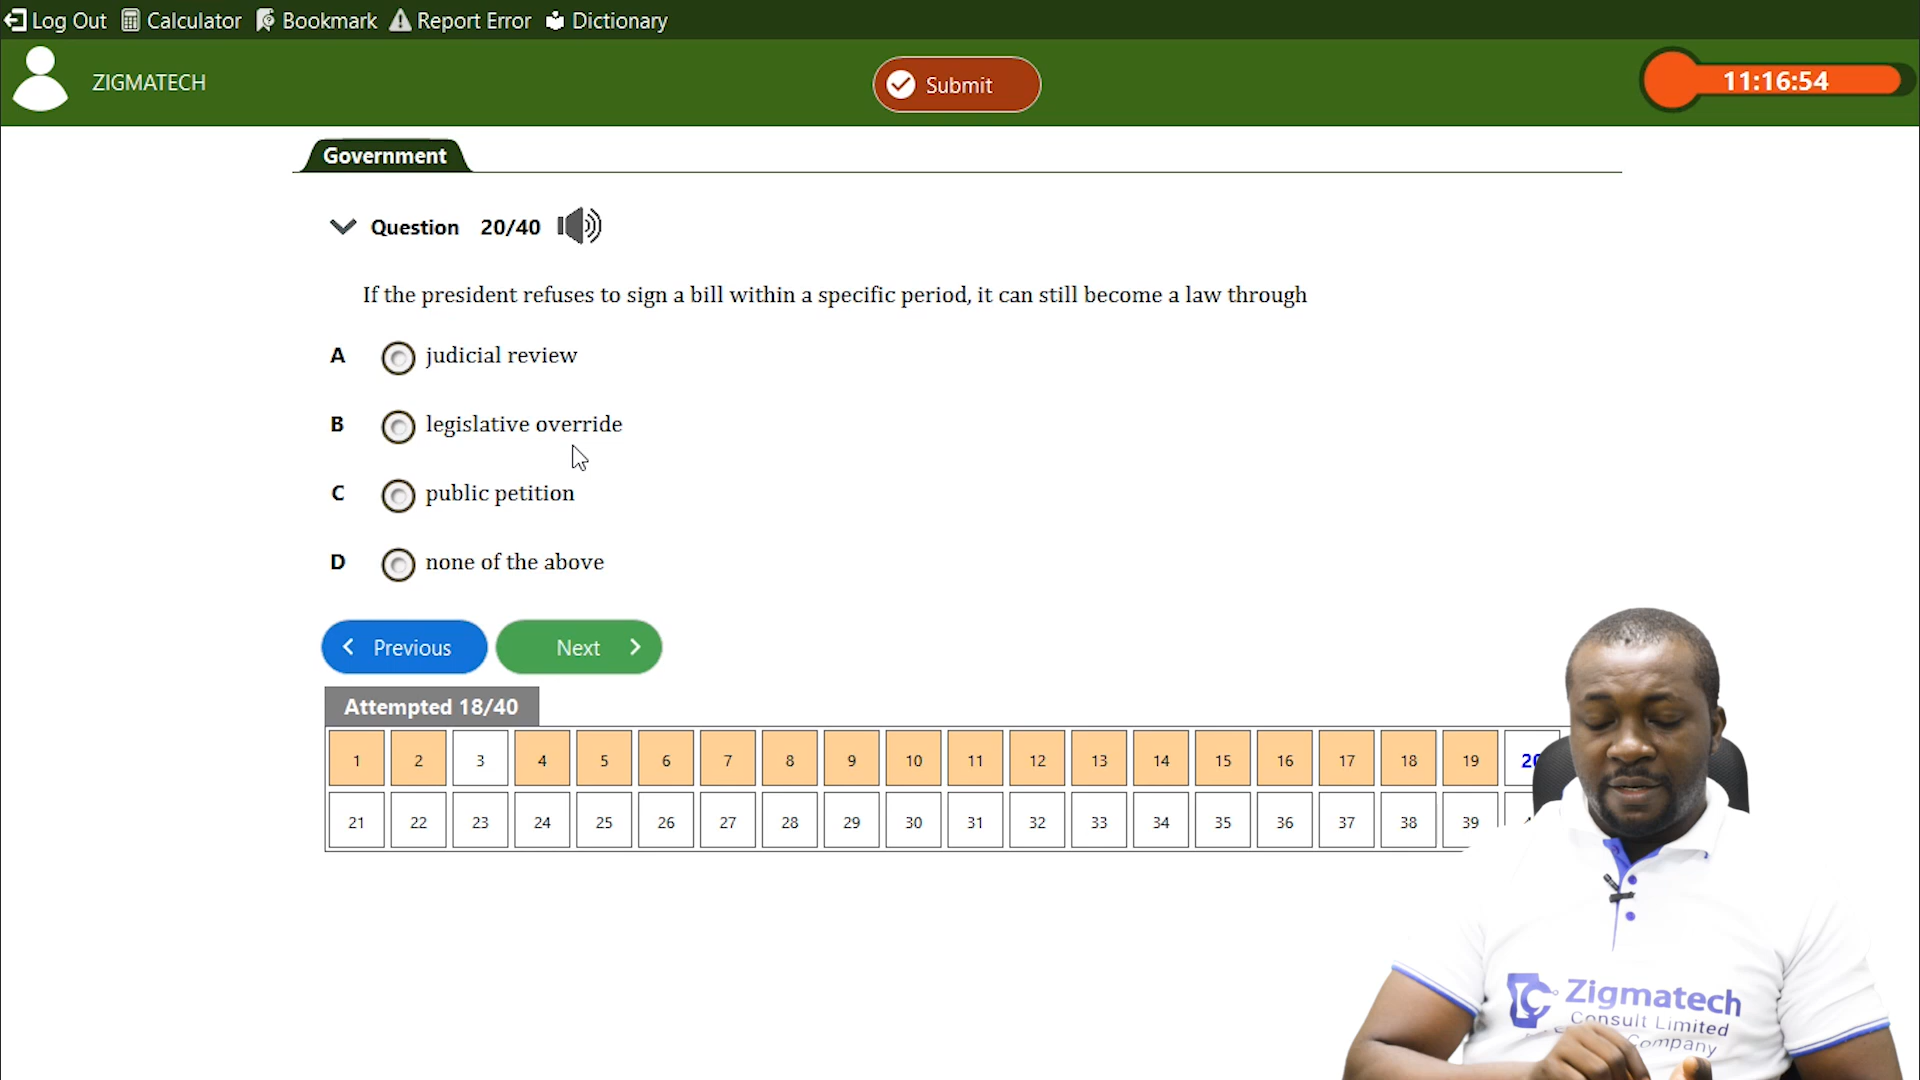 Log Out Calculator Bookmark Report Error Dictionary
ZIGMATECH
Submit
11:16:54
Government
Question 20/40
If the president refuses to sign a bill within a specific period, it can still become a law through
A judicial review
B legislative override
C public petition
D none of the above
Previous
Next
Attempted 18/40
1 2 3 4 5 6 7 8 9 10 11 12 13 14 15 16 17 18 19 20
21 22 23 24 25 26 27 28 29 30 31 32 33 34 35 36 37 38 39
Zigmatech
Consult Limited
Company